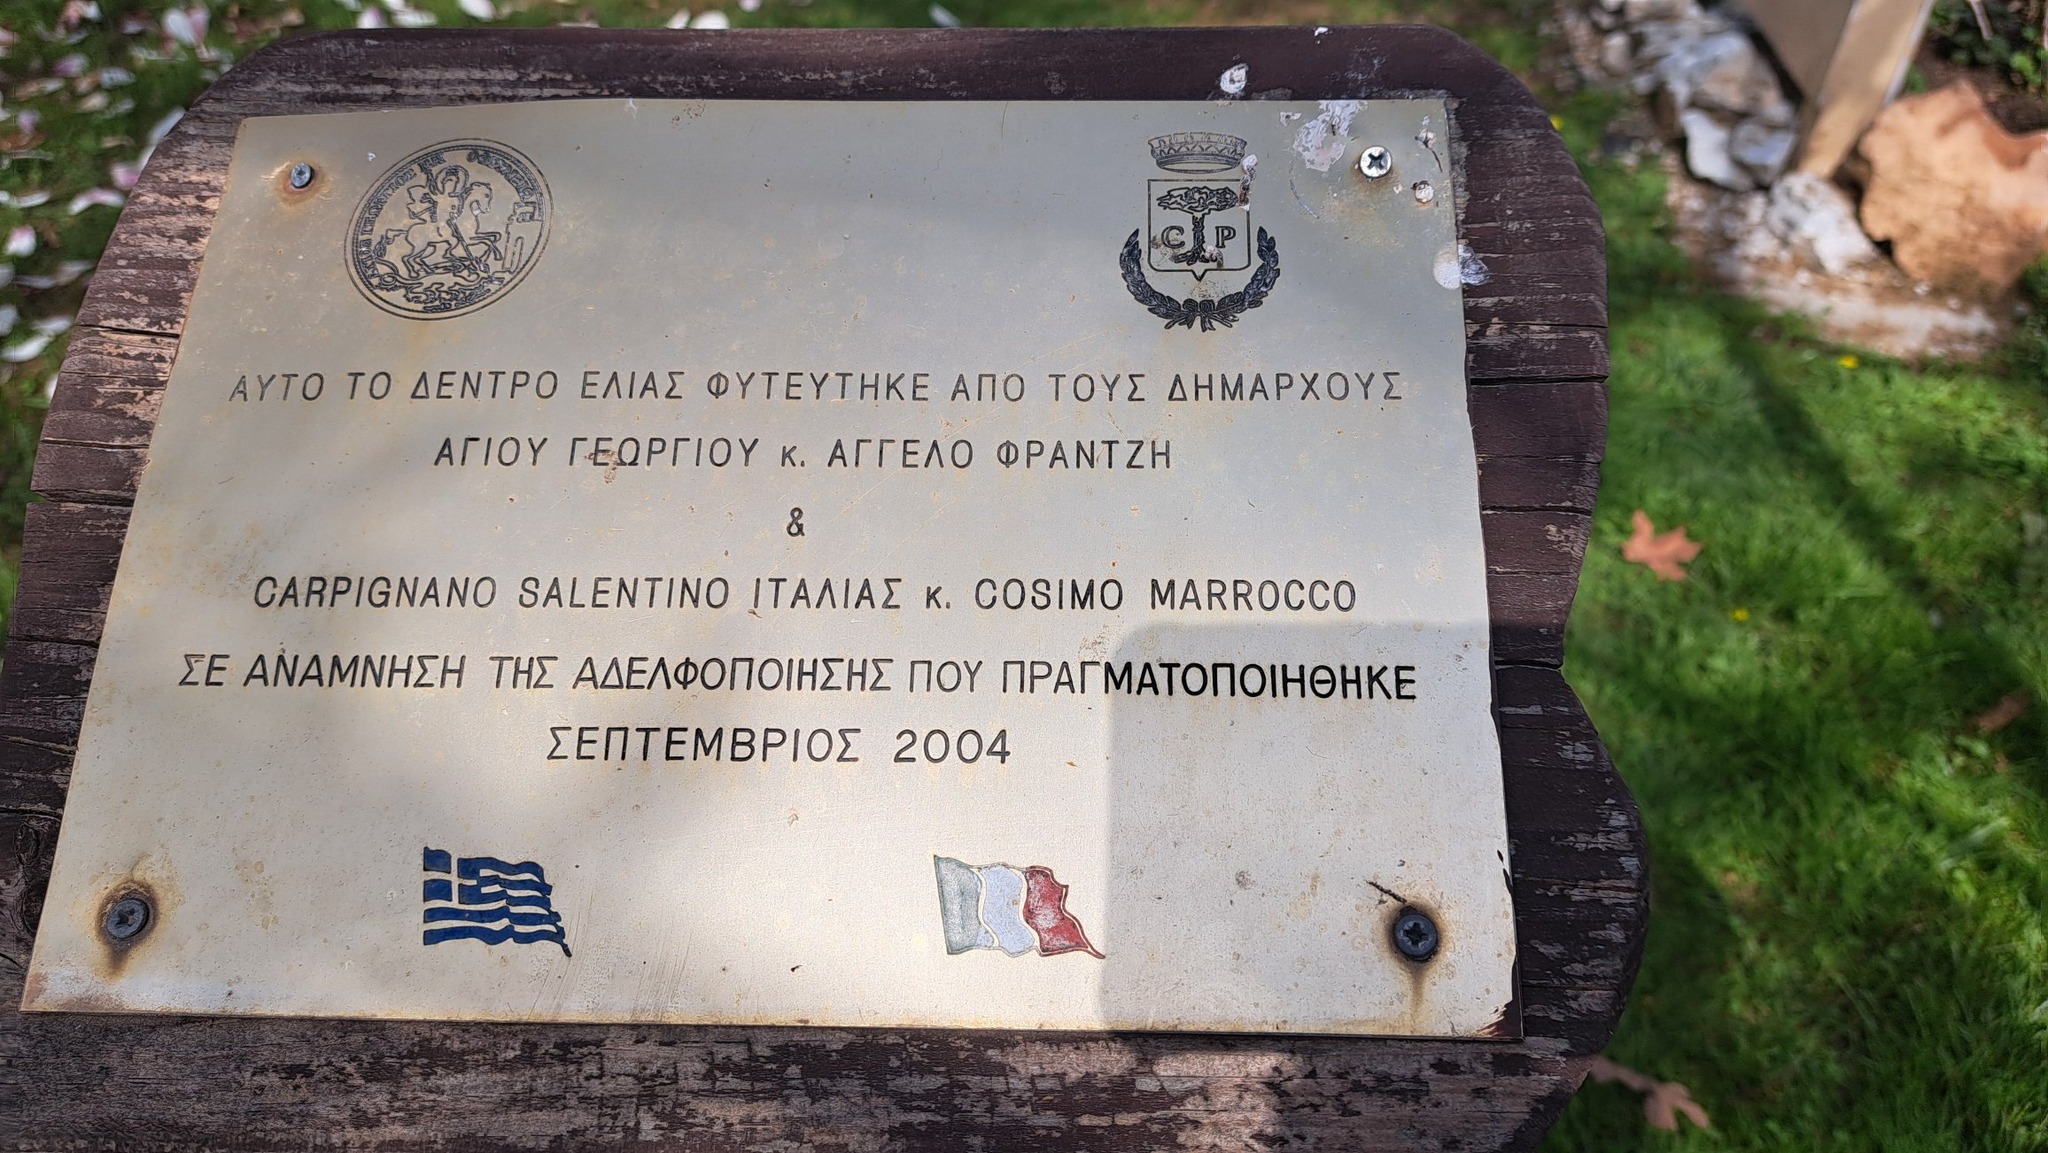 C P
ΑΥΤΟ ΤΟ ΔΕΝΤΡΟ ΕΛΙΑΣ ΦΥΤΕΥΤΗΚΕ ΑΠΟ ΤΟΥΣ ΔΗΜΑΡΧΟΥΣ
ΑΓΙΟΥ ΓΕΩΡΓΙΟΥ κ. ΑΓΓΕΛΟ ΦΡΑΝΤΖΗ
&
CARPIGNANO SALENTINO ΙΤΑΛΙΑΣ κ. COSIMO MARROCCO
ΣΕ ΑΝΑΜΝΗΣΗ ΤΗΣ ΑΔΕΛΦΟΠΟΙΗΣΗΣ ΠΟΥ ΠΡΑΓΜΑΤΟΠΟΙΗΘΗΚΕ
ΣΕΠΤΕΜΒΡΙΟΣ 2004